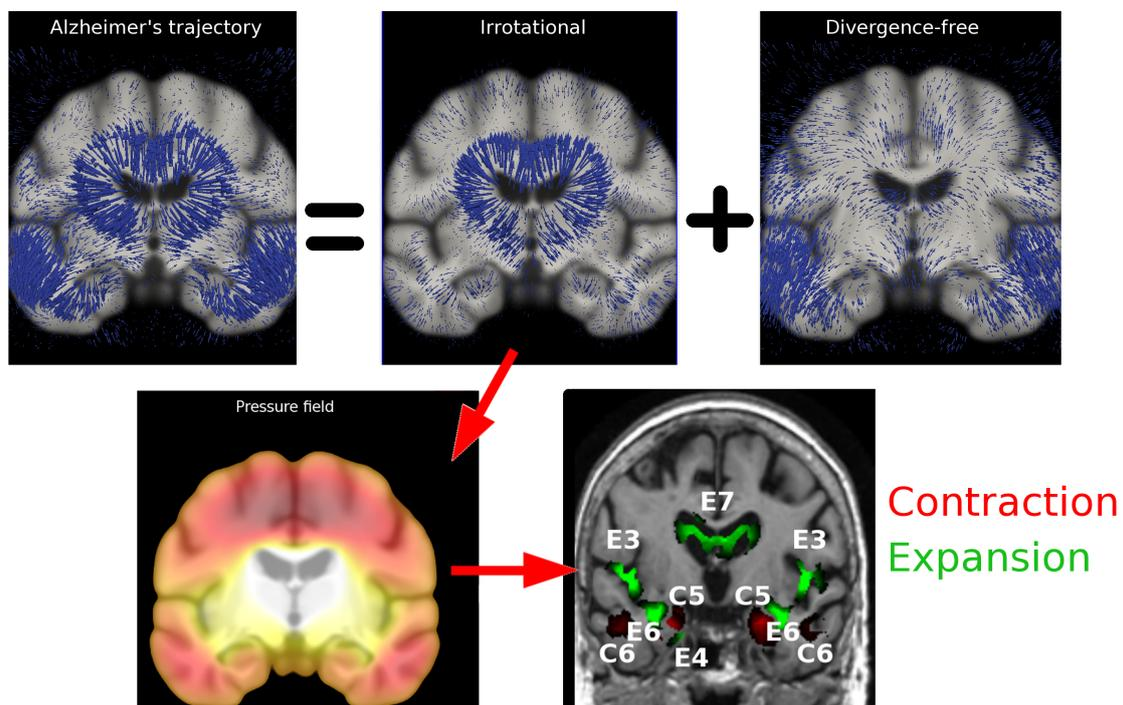 Alzheimer's trajectory
Irrotational
Divergence-free
=
+
Pressure field
E7
E3 E3
C5 C5
E6 E6
C6 E4 C6
Contraction
Expansion